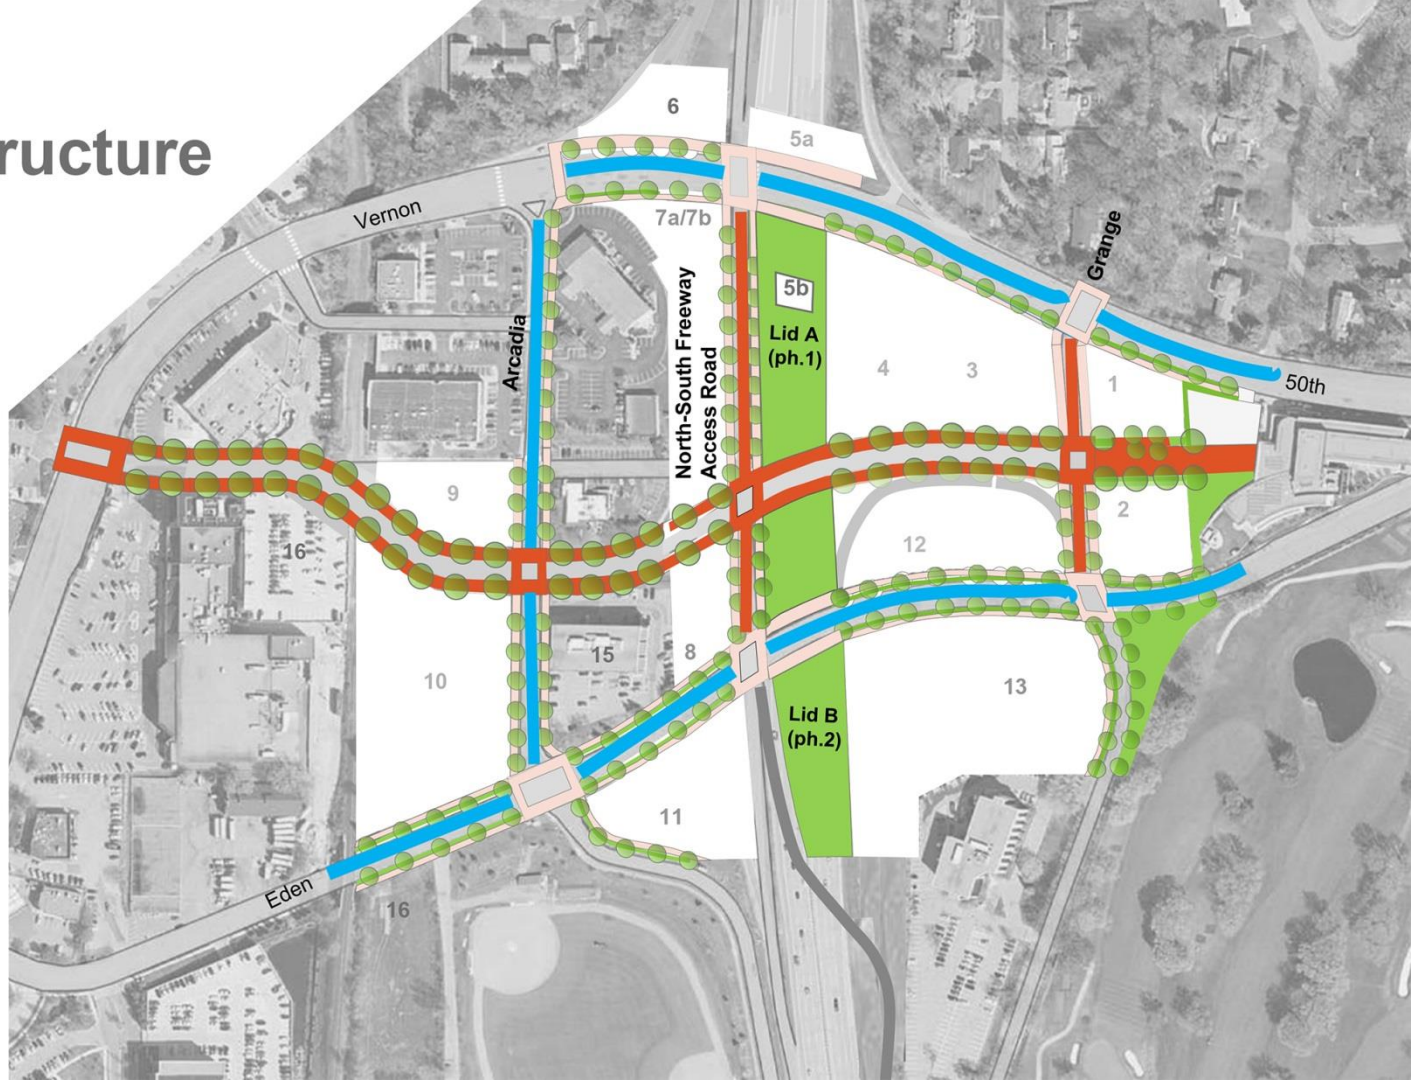 ructure
6
5a
Vernon
7a/7b
Grange
5b
Lid A
(ph.1)
Arcadia
North-South Freeway
Access Road
4
3
1
50th
9
2
16
12
15
8
10
13
Lid B
(ph.2)
11
Eden
16